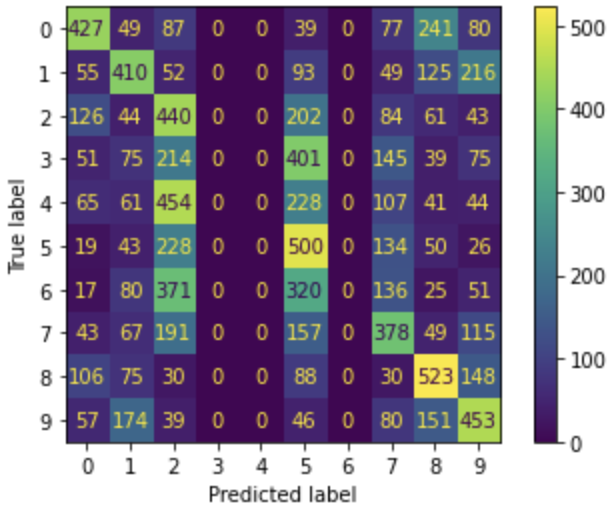 0 427 49 87 0 0 39 0 77 241 80
1 55 410 52 0 0 93 0 49 125 216
2 126 44 440 0 0 202 0 84 61 43
3 51 75 214 0 0 401 0 145 39 75
4 65 61 454 0 0 228 0 107 41 44
5 19 43 228 0 0 500 0 134 50 26
6 17 80 371 0 0 320 0 136 25 51
7 43 67 191 0 0 157 0 378 49 115
8 106 75 30 0 0 88 0 30 523 148
9 57 174 39 0 0 46 0 80 151 453
0 1 2 3 4 5 6 7 8 9
Predicted label
True label
500
400
300
200
100
0